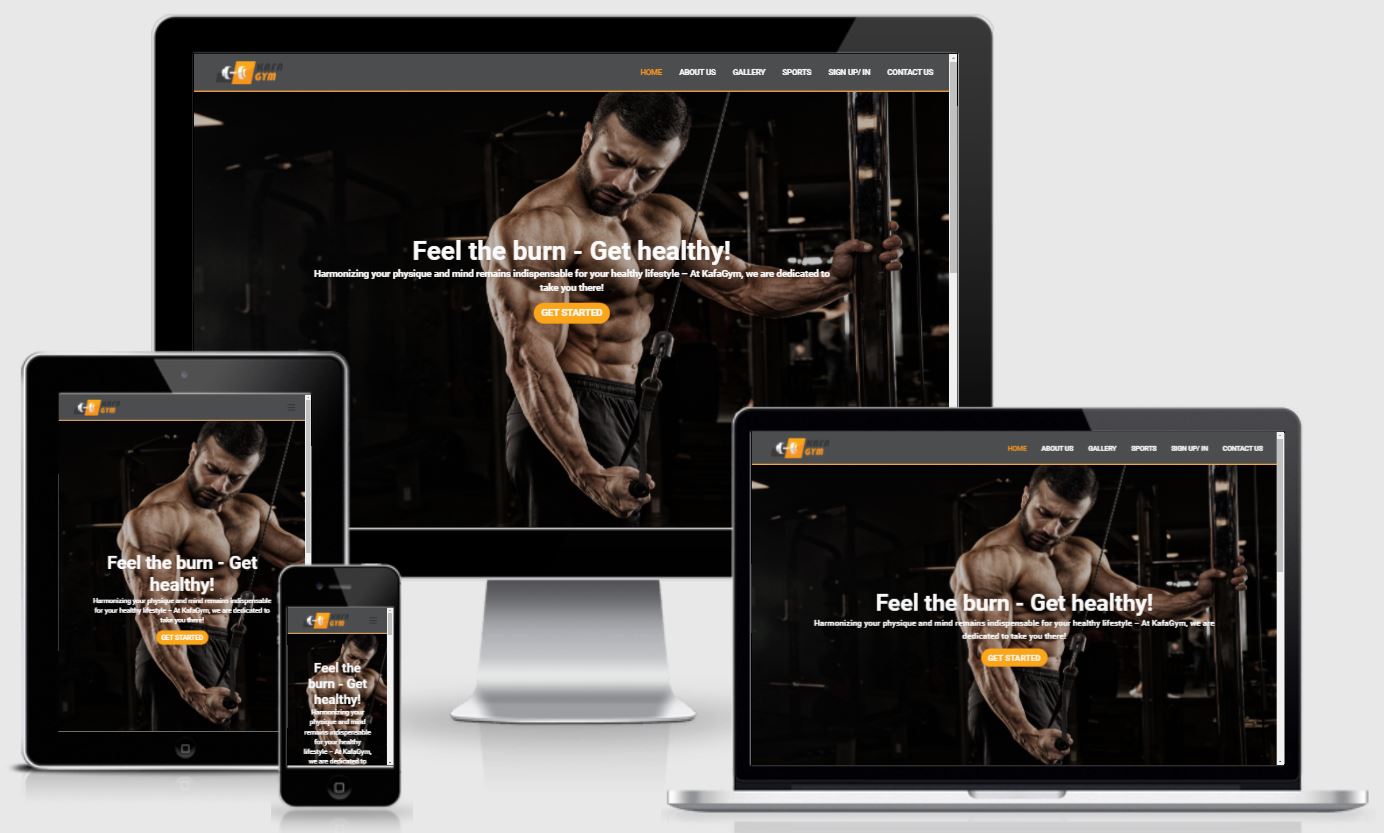 KAFA
GYM
HOME ABOUT US GALLERY SPORTS SIGN UP/ IN CONTACT US
Feel the burn - Get healthy!
Harmonizing your physique and mind remains indispensable for your healthy lifestyle – At KafaGym, we are dedicated to
take you there!
GET STARTED
KAFA
GYM
Feel the burn - Get
healthy!
Harmonizing your physique and mind remains indispensable
for your healthy lifestyle – At KafaGym, we are dedicated to
take you there!
GET STARTED
KAFA
GYM
Feel the
burn - Get
healthy!
Harmonizing your
physique and mind
remains indispensable
for your healthy
lifestyle – At KafaGym,
we are dedicated to
KAFA
GYM
HOME ABOUT US GALLERY SPORTS SIGN UP/ IN CONTACT US
Feel the burn - Get healthy!
Harmonizing your physique and mind remains indispensable for your healthy lifestyle – At KafaGym, we are
dedicated to take you there!
GET STARTED